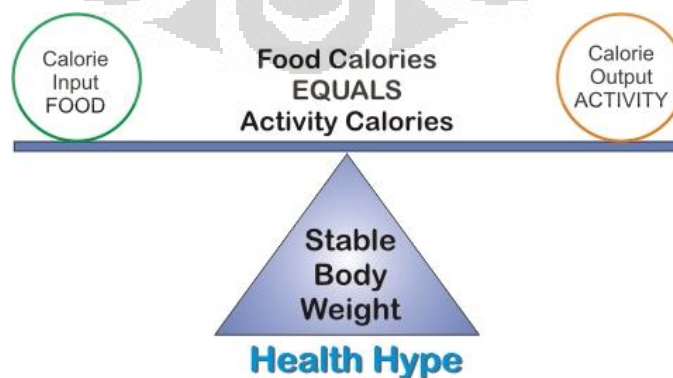 Calorie
Input
FOOD
Food Calories
EQUALS
Activity Calories
Calorie
Output
ACTIVITY
Stable
Body
Weight
Health Hype